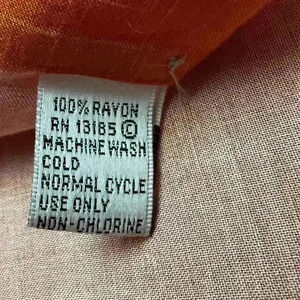 100% RAYON
RN 13185 ©
MACHINE WASH
COLD
NORMAL CYCLE
USE ONLY
NON-CHLORINE